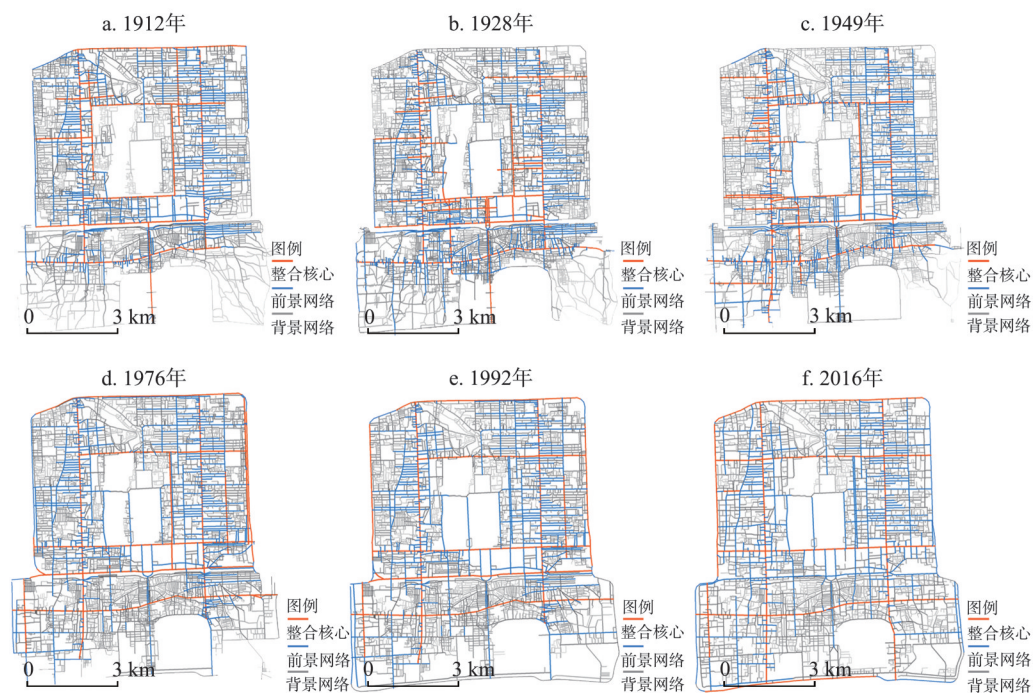 a. 1912年
b. 1928年
c. 1949年
图例
整合核心
前景网络
背景网络
0 3 km
图例
整合核心
前景网络
背景网络
0 3 km
图例
整合核心
前景网络
背景网络
0 3 km
d. 1976年
e. 1992年
f. 2016年
图例
整合核心
前景网络
背景网络
0 3 km
图例
整合核心
前景网络
背景网络
0 3 km
图例
整合核心
前景网络
背景网络
0 3 km